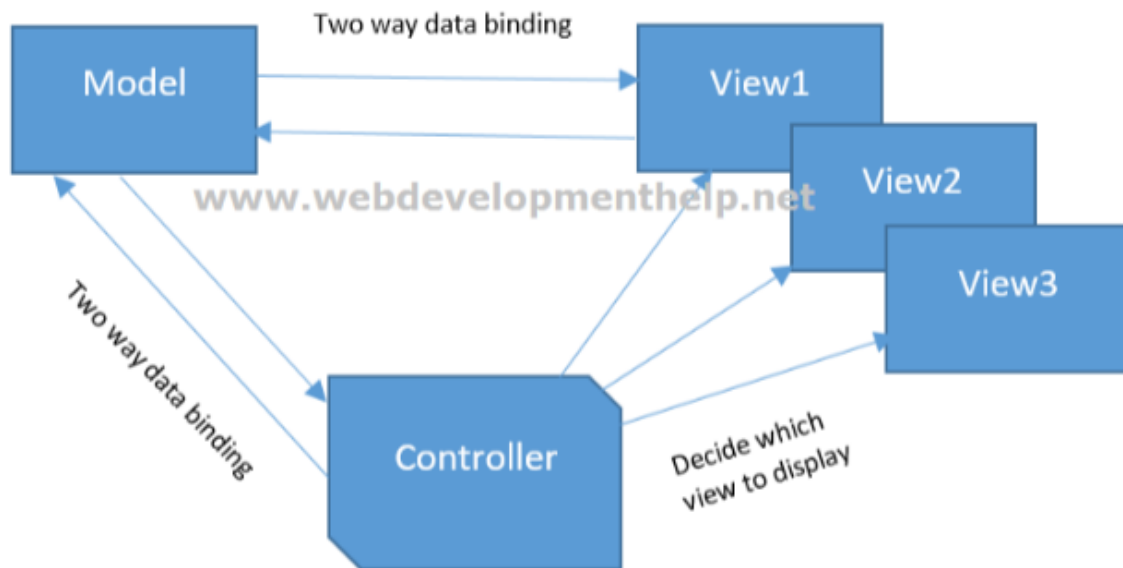 Two way data binding
Model
View1
View2
www.webdevelopmenthelp.net
View3
Two way data binding
Controller
Decide which
view to display